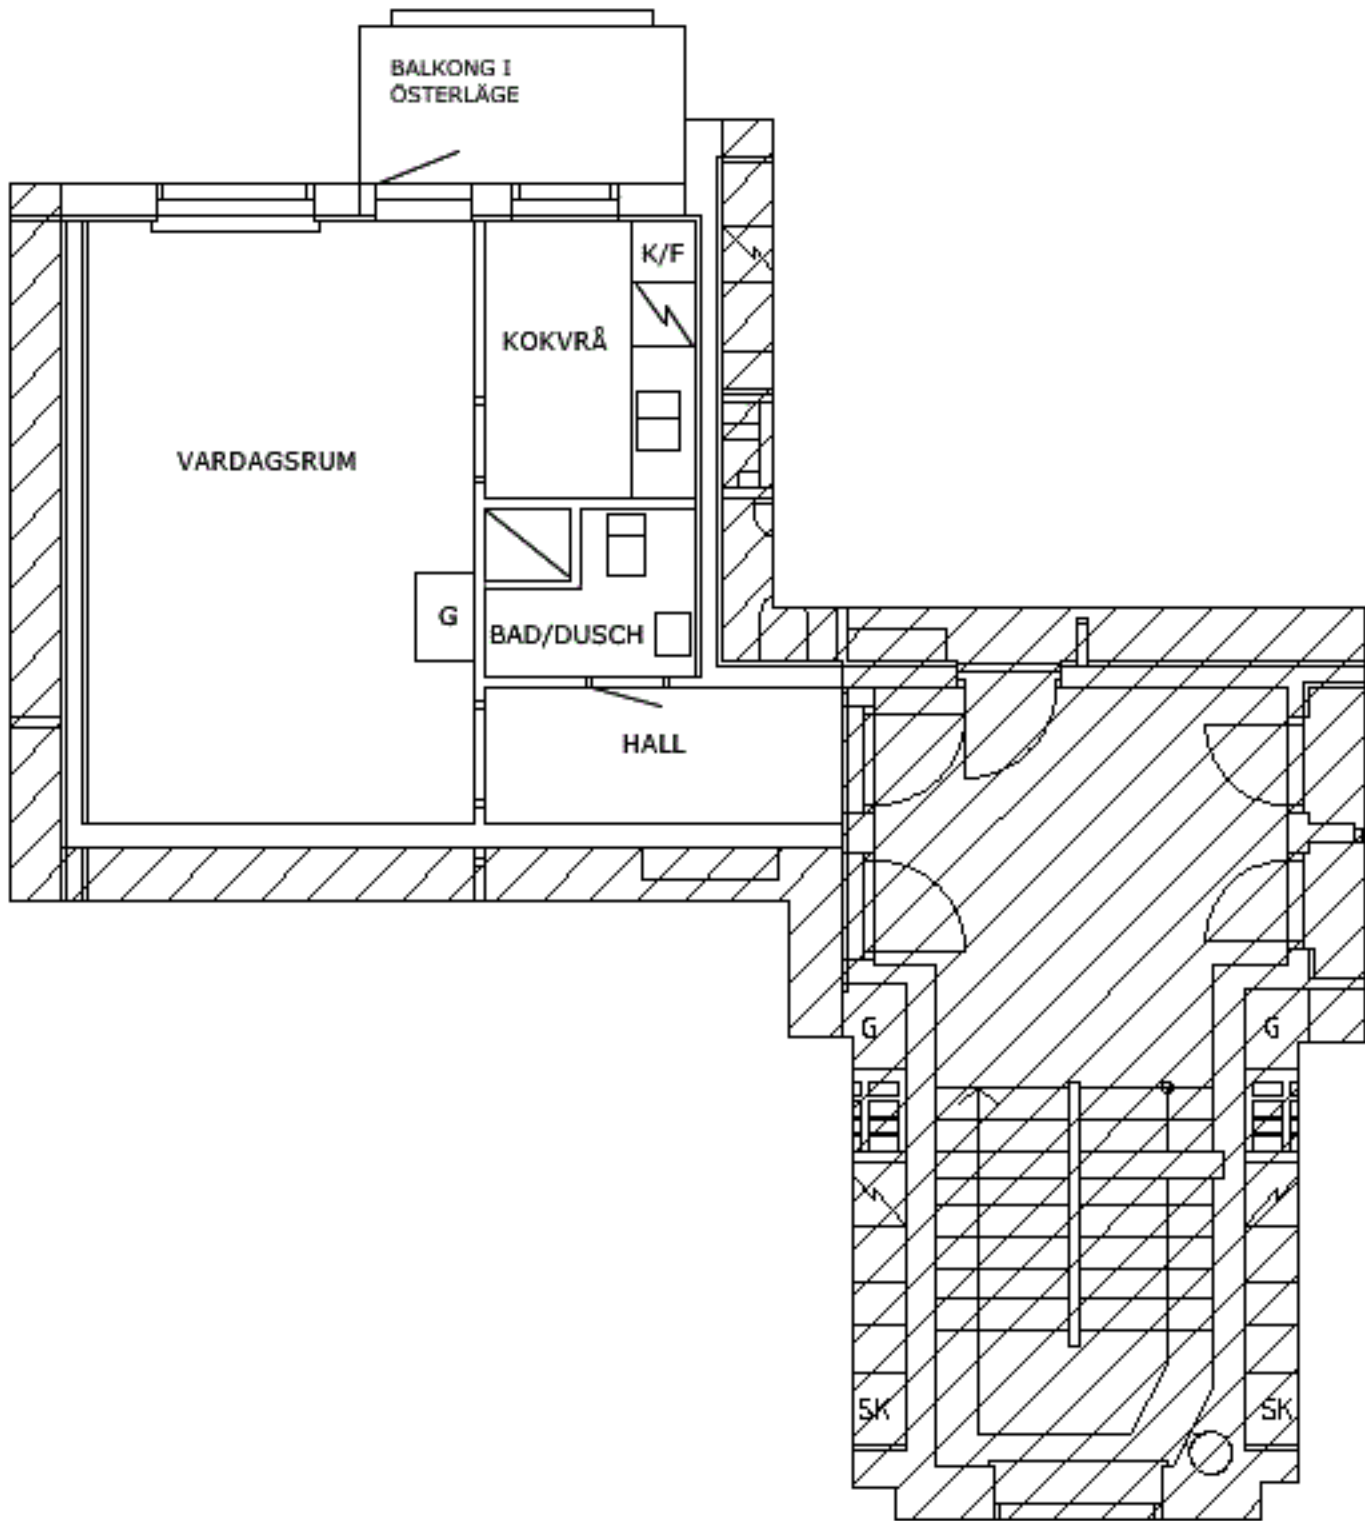 BALKONG I
ÖSTERLÄGE
K/F
KOKVRÅ
VARDAGSRUM
G
BAD/DUSCH
HALL
G
G
SK
SK